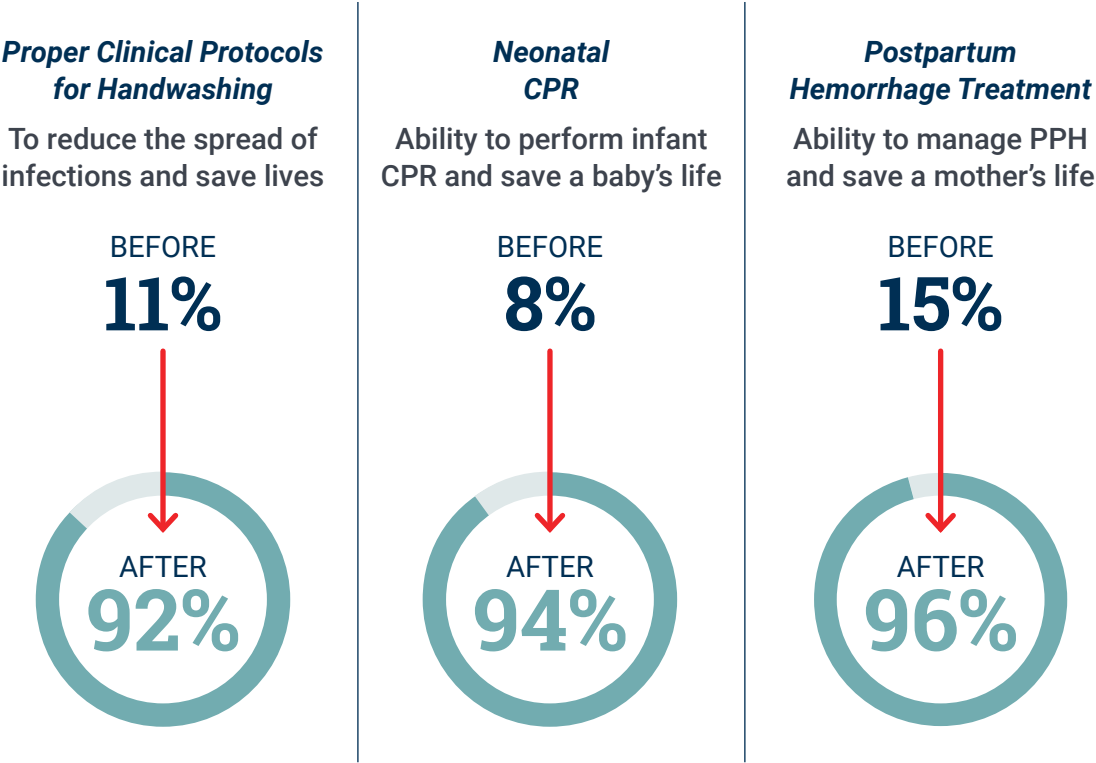 Proper Clinical Protocols
for Handwashing
To reduce the spread of
infections and save lives
BEFORE
11%
AFTER
92%
Neonatal
CPR
Ability to perform infant
CPR and save a baby’s life
BEFORE
8%
AFTER
94%
Postpartum
Hemorrhage Treatment
Ability to manage PPH
and save a mother’s life
BEFORE
15%
AFTER
96%